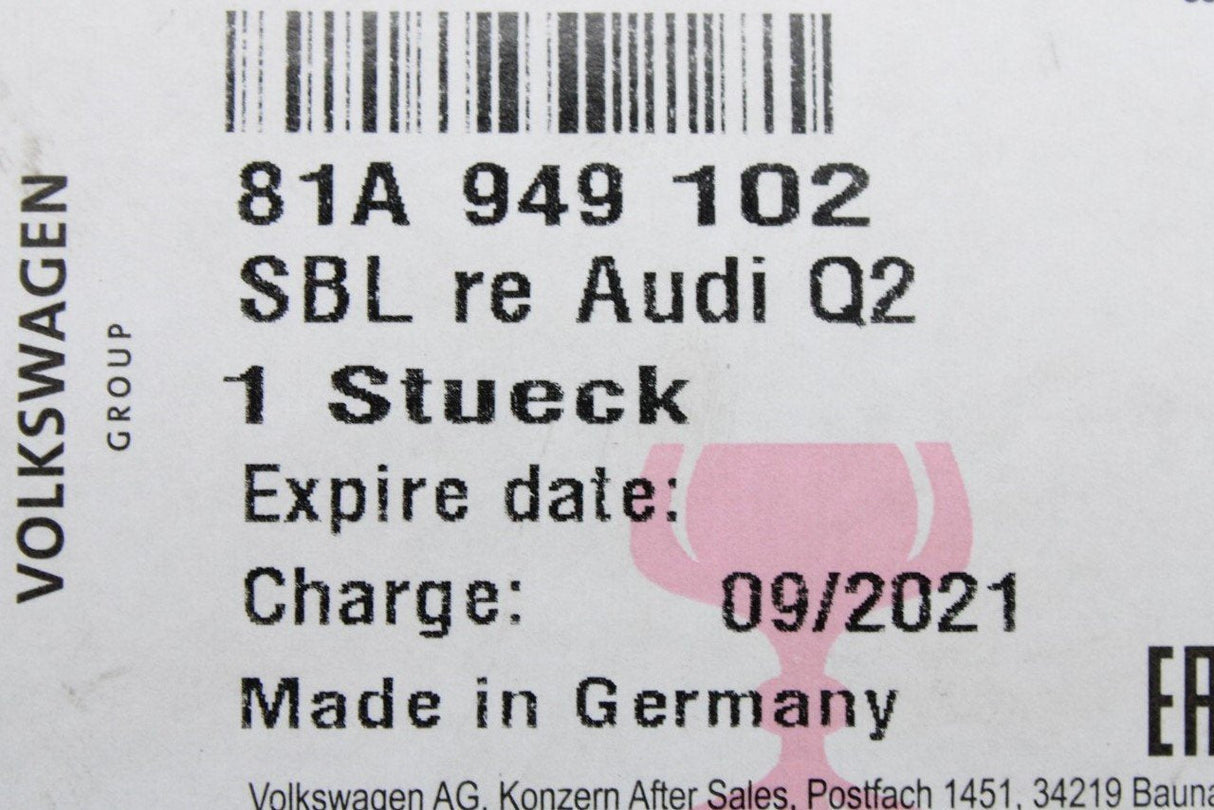 VOLKSWAGEN
GROUP
81A 949 102
SBL re Audi Q2
1 Stueck
Expire date:
Charge: 09/2021
Made in Germany
Volkswagen AG, Konzern After Sales, Postfach 1451, 34219 Bauna